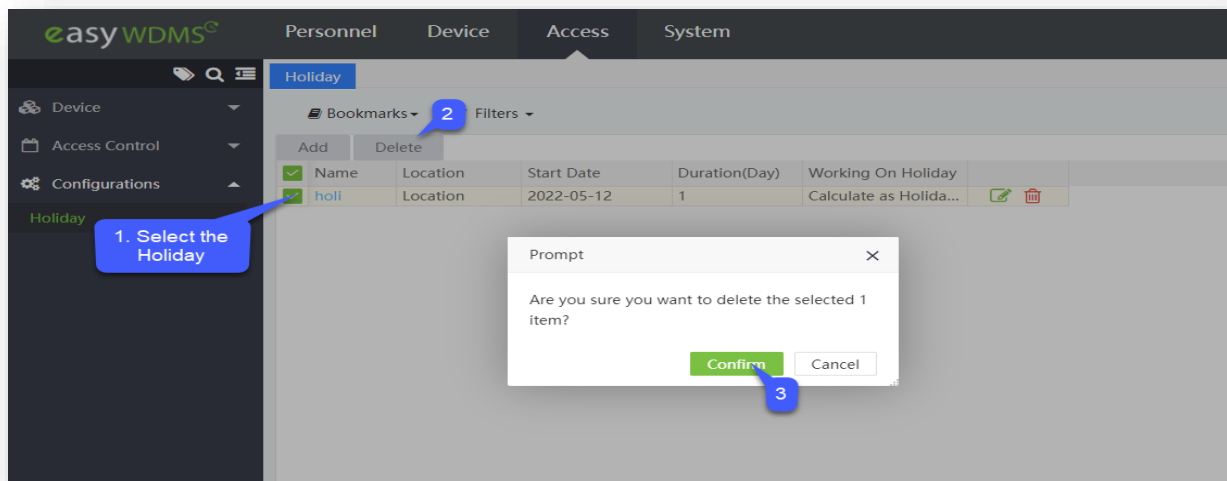 easy WDMS
Personnel Device Access System
Holiday
Device
Bookmarks 2 Filters
Access Control
Add Delete
Name Location Start Date Duration(Day) Working On Holiday
Configurations
holi Location 2022-05-12 1 Calculate as Holida...
Holiday
1. Select the
Holiday
Prompt
Are you sure you want to delete the selected 1
item?
Confirm Cancel
3